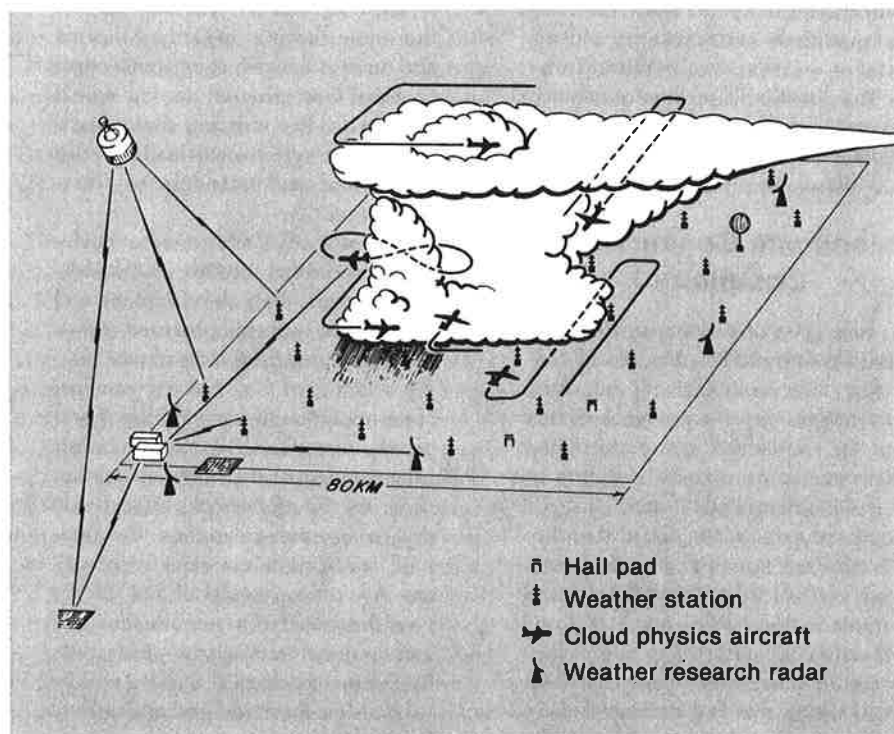 80KM
Hail pad
Weather station
Cloud physics aircraft
Weather research radar